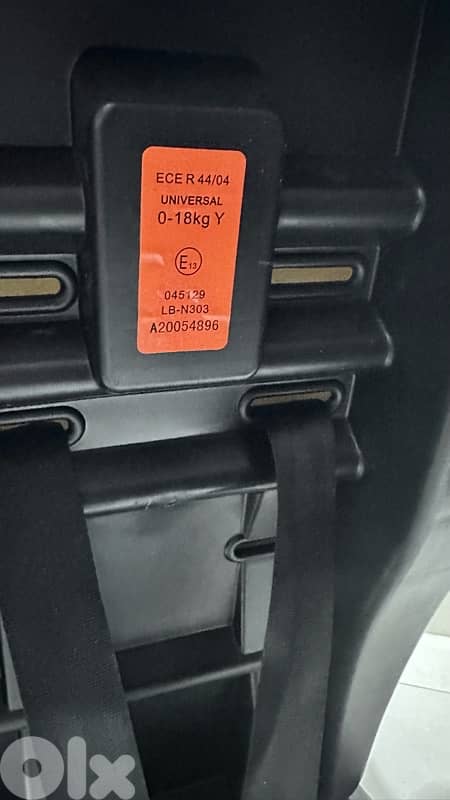 ECE R 44/04
UNIVERSAL
0-18kg Y
E13
045129
LB-N303
A20054896
Olx